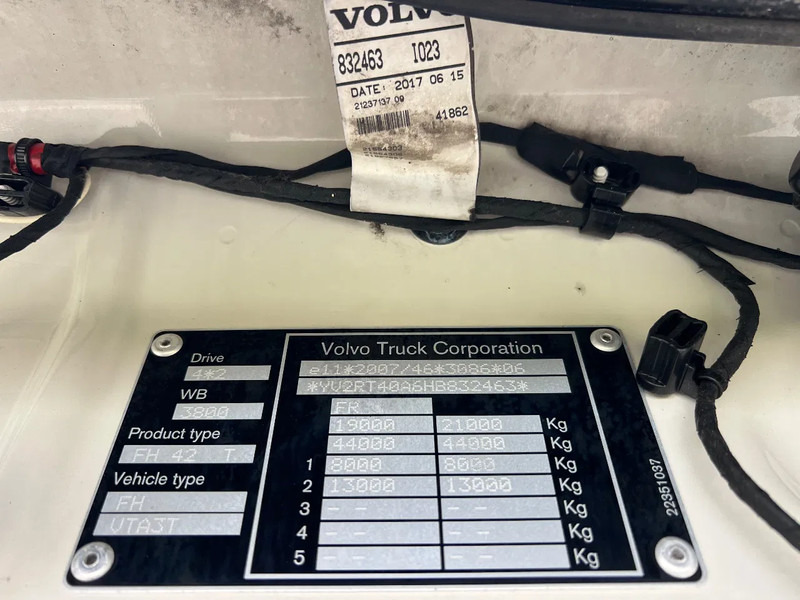 VOLVO
832463 I023
DATE: 2017 06 15
21237137 09
41862
Volvo Truck Corporation
e11*2007/46*3086*06
*YV2RT40A6HB832463*
FR
19000 21000 Kg
44000 44000 Kg
1 8000 8000 Kg
2 13000 13000 Kg
3 - - - - Kg
4 - - - - Kg
5 - - - - Kg
Drive
4*2
WB
3800
Product type
FH 42 T
Vehicle type
FH
VTA3T
22351037